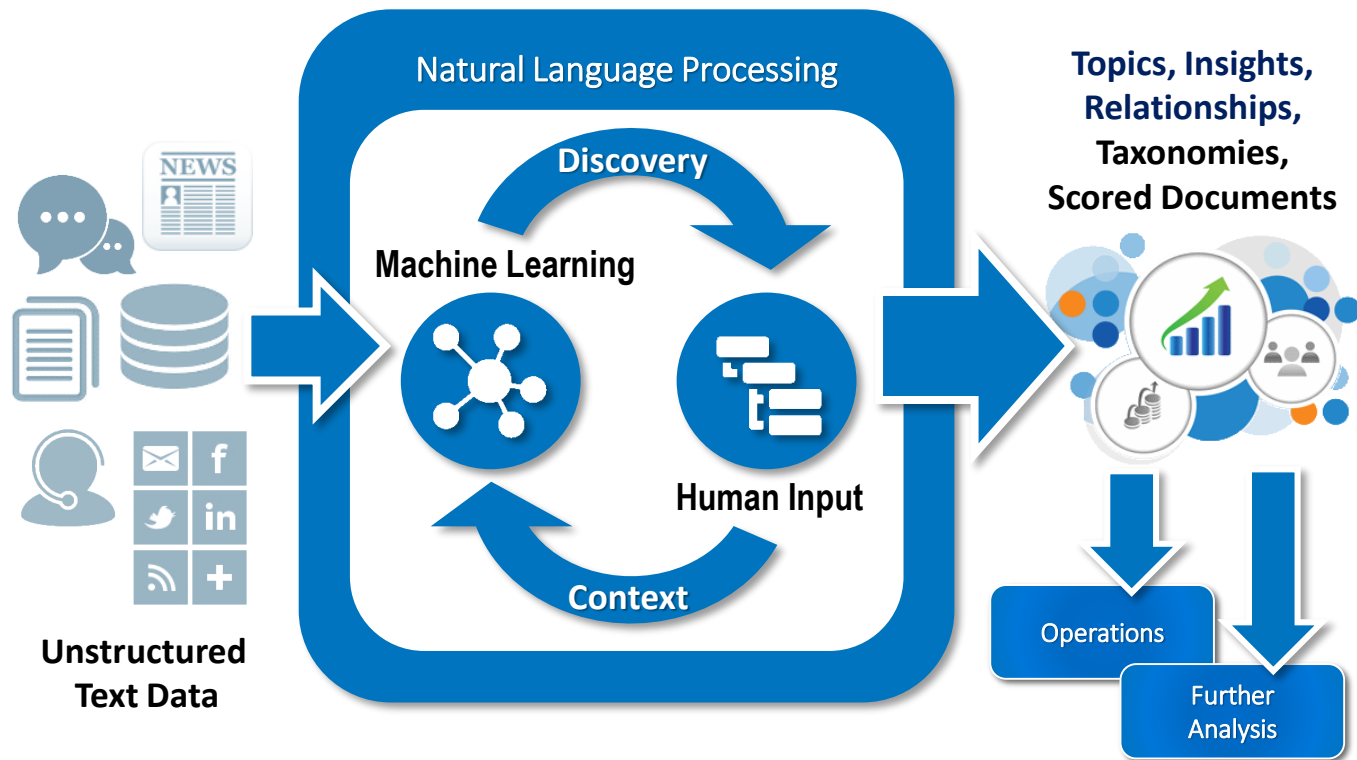 Natural Language Processing
Topics, Insights,
Relationships,
Taxonomies,
Scored Documents
NEWS
Discovery
Machine Learning
Human Input
Context
f
in
Unstructured
Text Data
Operations
Further
Analysis